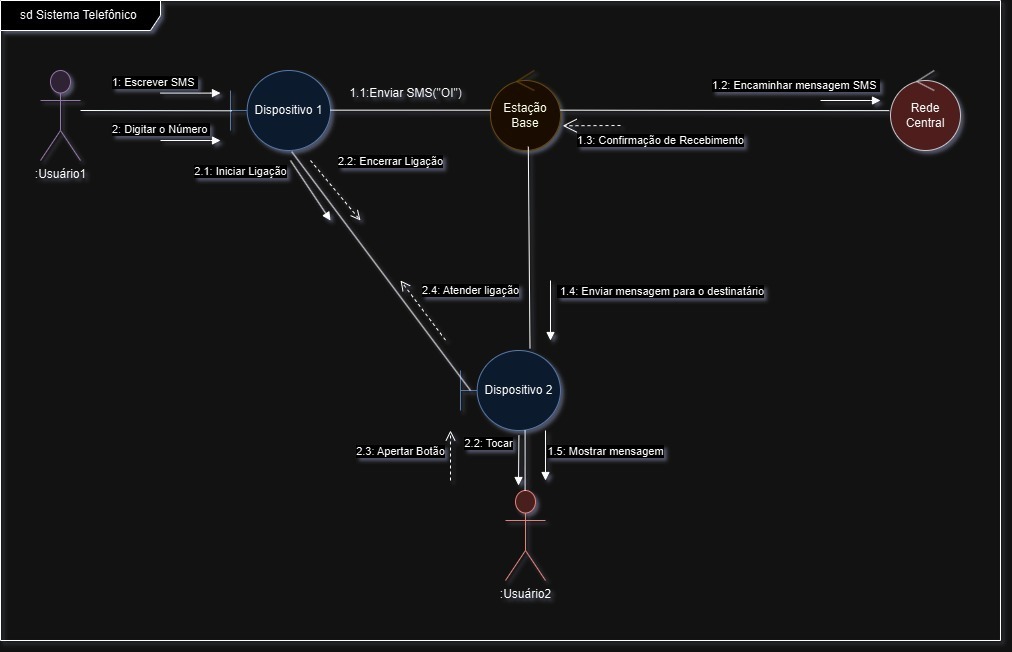 sd Sistema Telefônico
1: Escrever SMS
2: Digitar o Número
:Usuário1
Dispositivo 1
1.1:Enviar SMS("OI")
Estação
Base
1.2: Encaminhar mensagem SMS
1.3: Confirmação de Recebimento
Rede
Central
2.1: Iniciar Ligação
2.2: Encerrar Ligação
2.4: Atender ligação
1.4: Enviar mensagem para o destinatário
Dispositivo 2
2.3: Apertar Botão
2.2: Tocar
1.5: Mostrar mensagem
:Usuário2